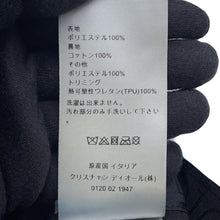 表地
ポリエステル100%
裏地
コットン100%
その他
ポリエステル100%
トリミング
熱可塑性ウレタン(TPU)100%
洗濯は出来ません。
汚れ部分のみ手洗いして下さい。
原産国 イタリア
クリスチャン ディオール(株)
0120 02 1947